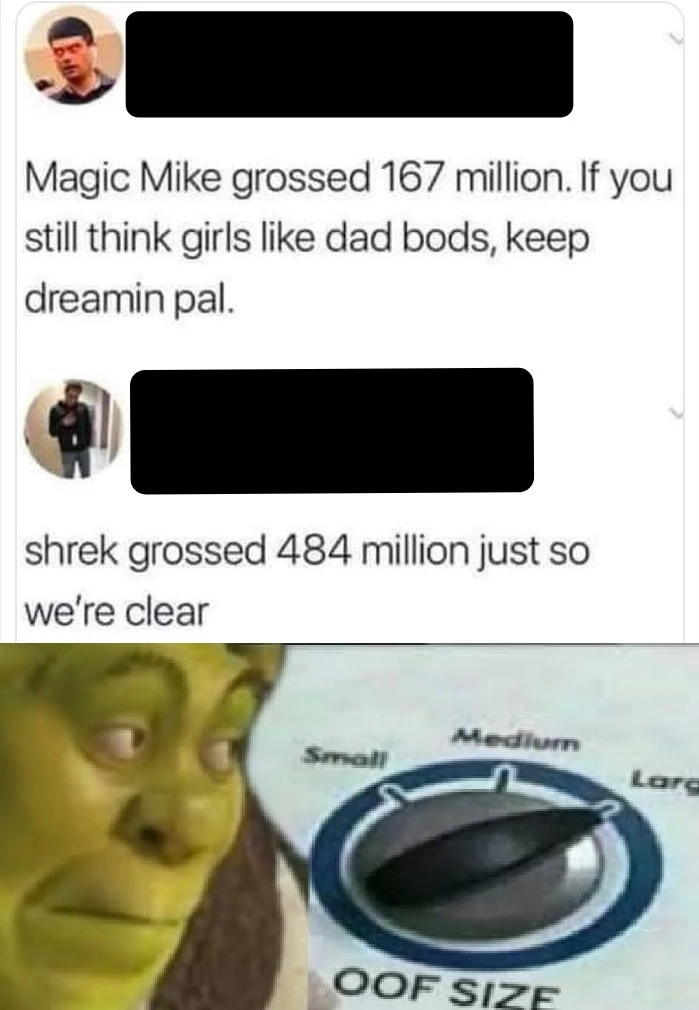 Magic Mike grossed 167 million. If you
still think girls like dad bods, keep
dreamin pal.
shrek grossed 484 million just so
we're clear
Small
Medium
Larg
OOF SIZE